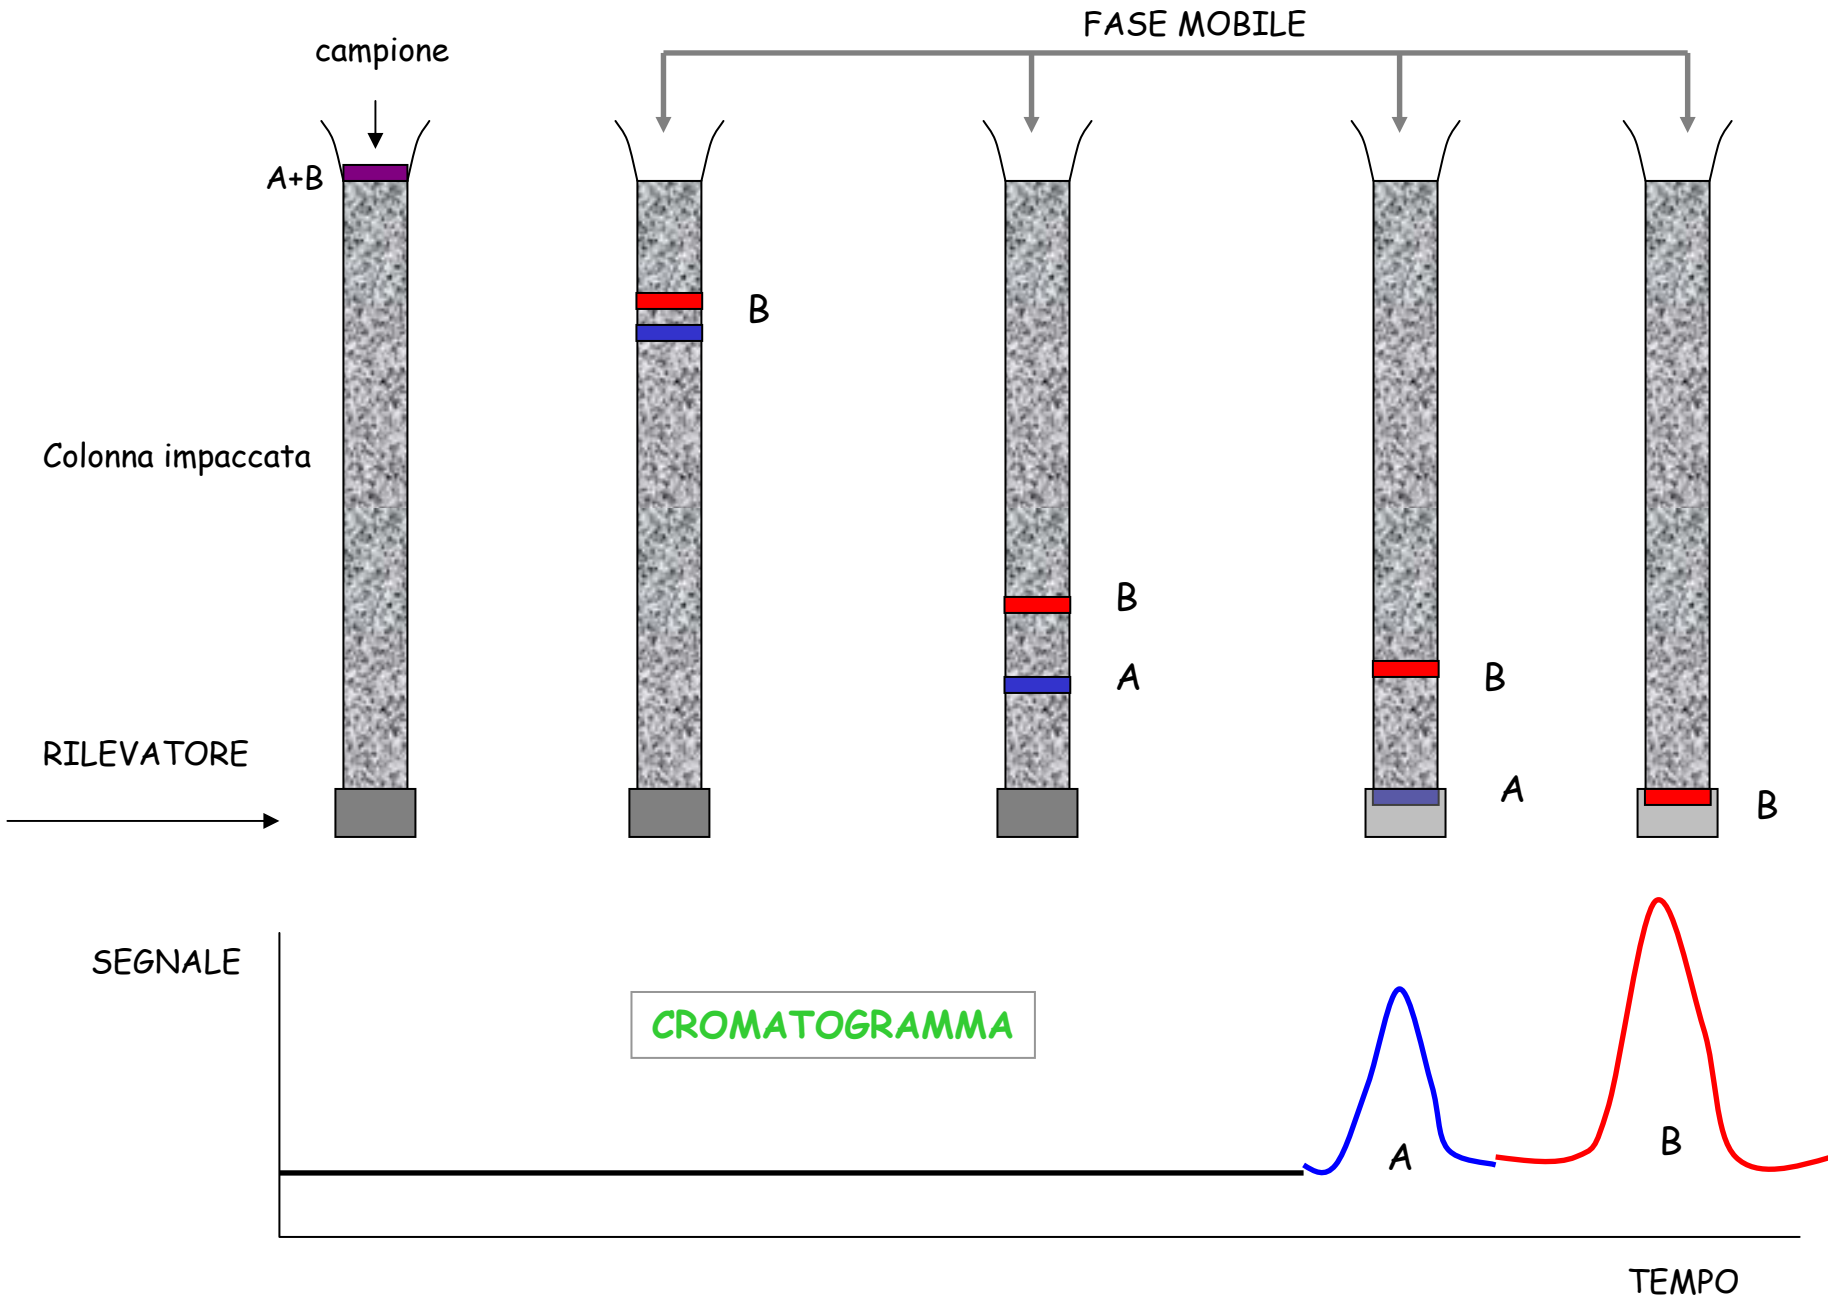 FASE MOBILE
campione
A+B
B
Colonna impaccata
B
A
B
RILEVATORE
A
B
SEGNALE
CROMATOGRAMMA
A
B
TEMPO